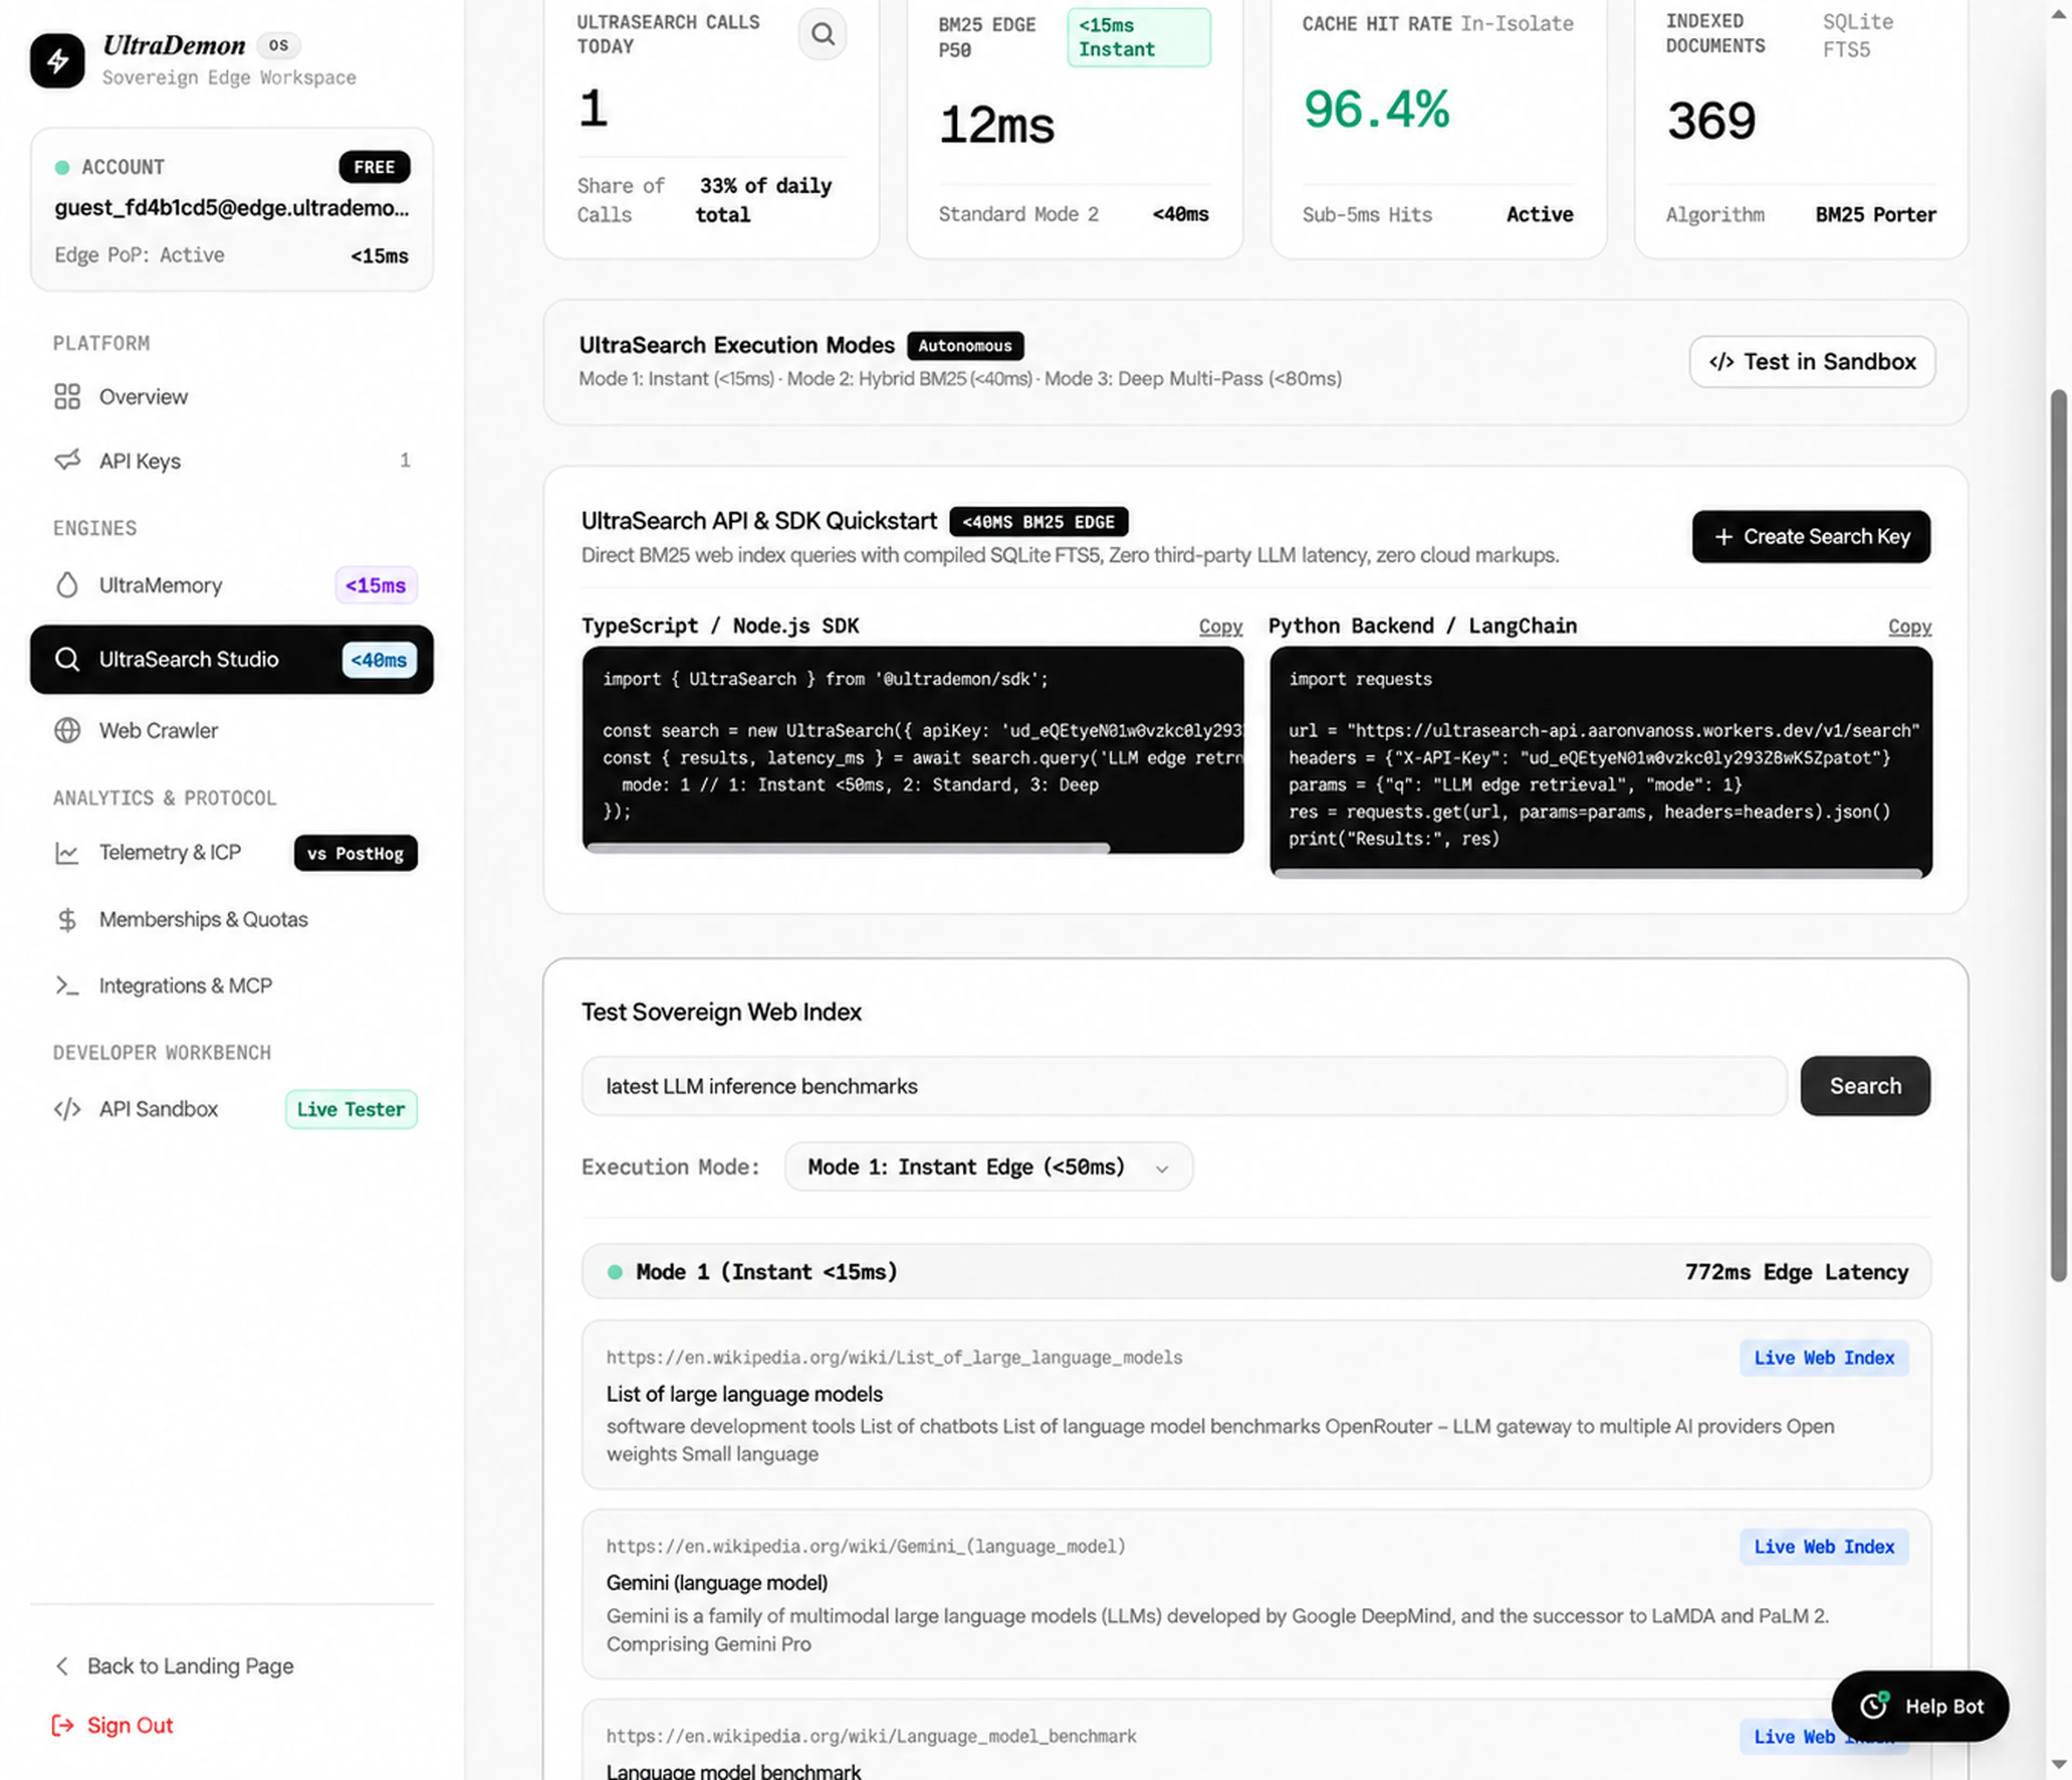 UltraDemon OS
Sovereign Edge Workspace
ACCOUNT FREE
guest_fd4b1cd5@edge.ultrademo...
Edge PoP: Active <15ms
PLATFORM
Overview
API Keys 1
ENGINES
UltraMemory <15ms
UltraSearch Studio <40ms
Web Crawler
ANALYTICS & PROTOCOL
Telemetry & ICP vs PostHog
Memberships & Quotas
Integrations & MCP
DEVELOPER WORKBENCH
API Sandbox Live Tester
Back to Landing Page
Sign Out
ULTRASEARCH CALLS
TODAY
1
Share of
Calls
33% of daily
total
BM25 EDGE
P50
<15ms
Instant
12ms
Standard Mode 2 <40ms
CACHE HIT RATE In-Isolate
96.4%
Sub-5ms Hits Active
INDEXED
DOCUMENTS
SQLite
FTS5
369
Algorithm BM25 Porter
UltraSearch Execution Modes Autonomous
Mode 1: Instant (<15ms) · Mode 2: Hybrid BM25 (<40ms) · Mode 3: Deep Multi-Pass (<80ms)
</> Test in Sandbox
UltraSearch API & SDK Quickstart <40MS BM25 EDGE
Direct BM25 web index queries with compiled SQLite FTS5, Zero third-party LLM latency, zero cloud markups.
+ Create Search Key
TypeScript / Node.js SDK Copy
import { UltraSearch } from '@ultrademon/sdk';
const search = new UltraSearch({ apiKey: 'ud_eQEtyeN01w0vzkc0ly293
const { results, latency_ms } = await search.query('LLM edge retr
mode: 1 // 1: Instant <50ms, 2: Standard, 3: Deep
});
Python Backend / LangChain Copy
import requests
url = "https://ultrasearch-api.aaronvanoss.workers.dev/v1/search"
headers = {"X-API-Key": "ud_eQEtyeN01w0vzkc0ly293Z8wKSZpatot"}
params = {"q": "LLM edge retrieval", "mode": 1}
res = requests.get(url, params=params, headers=headers).json()
print("Results:", res)
Test Sovereign Web Index
latest LLM inference benchmarks
Search
Execution Mode: Mode 1: Instant Edge (<50ms)
Mode 1 (Instant <15ms) 772ms Edge Latency
https://en.wikipedia.org/wiki/List_of_large_language_models Live Web Index
List of large language models
software development tools List of chatbots List of language model benchmarks OpenRouter – LLM gateway to multiple AI providers Open
weights Small language
https://en.wikipedia.org/wiki/Gemini_(language_model) Live Web Index
Gemini (language model)
Gemini is a family of multimodal large language models (LLMs) developed by Google DeepMind, and the successor to LaMDA and PaLM 2.
Comprising Gemini Pro
https://en.wikipedia.org/wiki/Language_model_benchmark Live Web
Language model benchmark
Help Bot